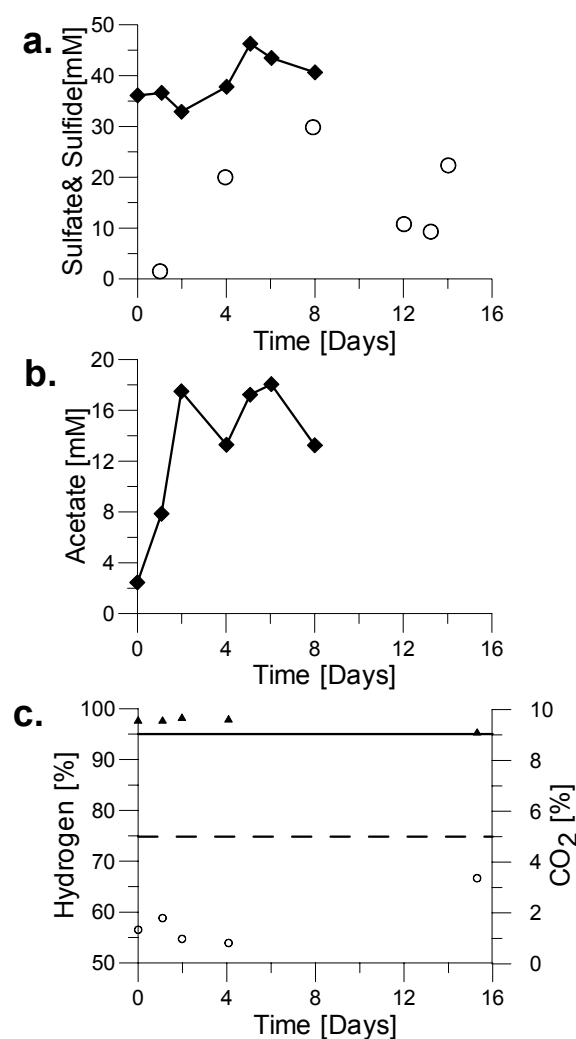 a.
Sulfate& Sulfide[mM]
50
40
30
20
10
0
0 4 8 12 16
Time [Days]
b.
Acetate [mM]
20
16
12
8
4
0
0 4 8 12 16
Time [Days]
c.
Hydrogen [%]
100
90
80
70
60
50
10
8
6
4
2
0
CO2 [%]
0 4 8 12 16
Time [Days]